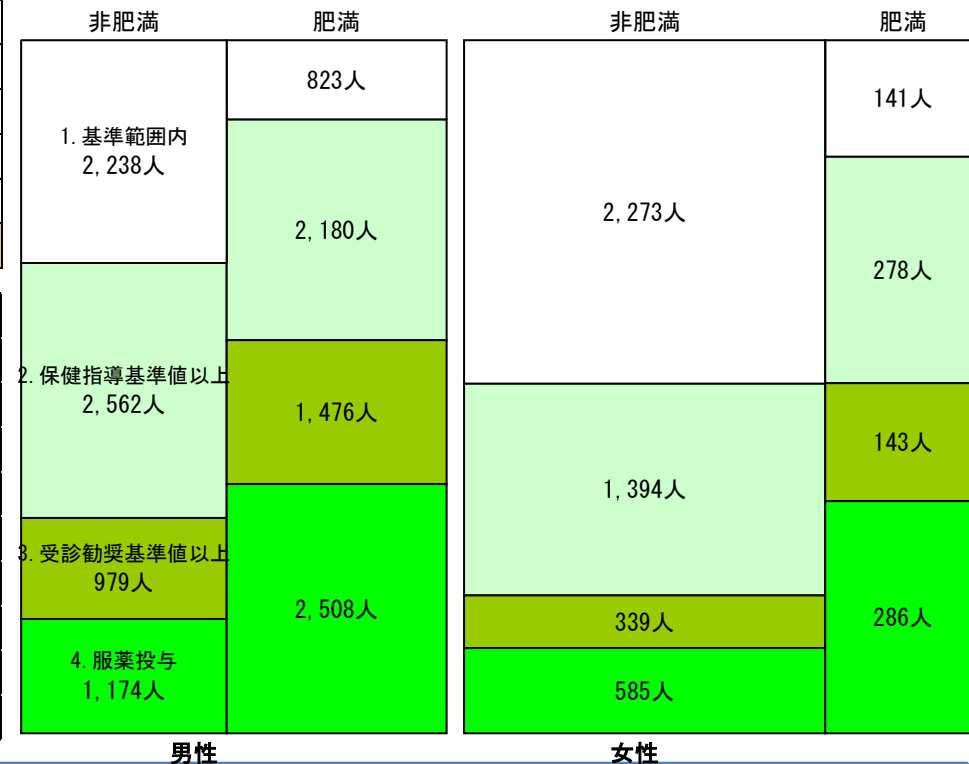 非肥満
肥満
非肥満
肥満
1. 基準範囲内
2, 238人
823人
2, 273人
141人
2. 保健指導基準値以上
2, 562人
2, 180人
1, 394人
278人
3. 受診勧奨基準値以上
979人
1, 476人
339人
143人
4. 服薬投与
1, 174人
2, 508人
585人
286人
男性
女性